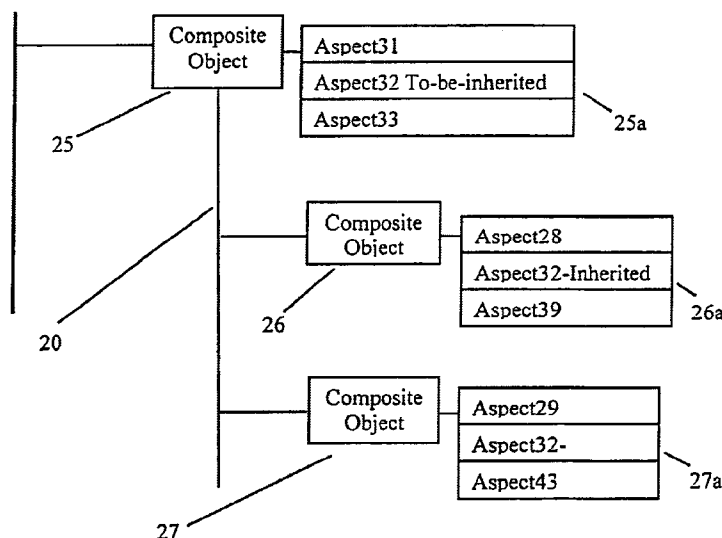 Composite
Object
Aspect31
Aspect32 To-be-inherited
Aspect33
25
25a
Composite
Object
Aspect28
Aspect32-Inherited
Aspect39
20
26
26a
Composite
Object
Aspect29
Aspect32-
Aspect43
27
27a